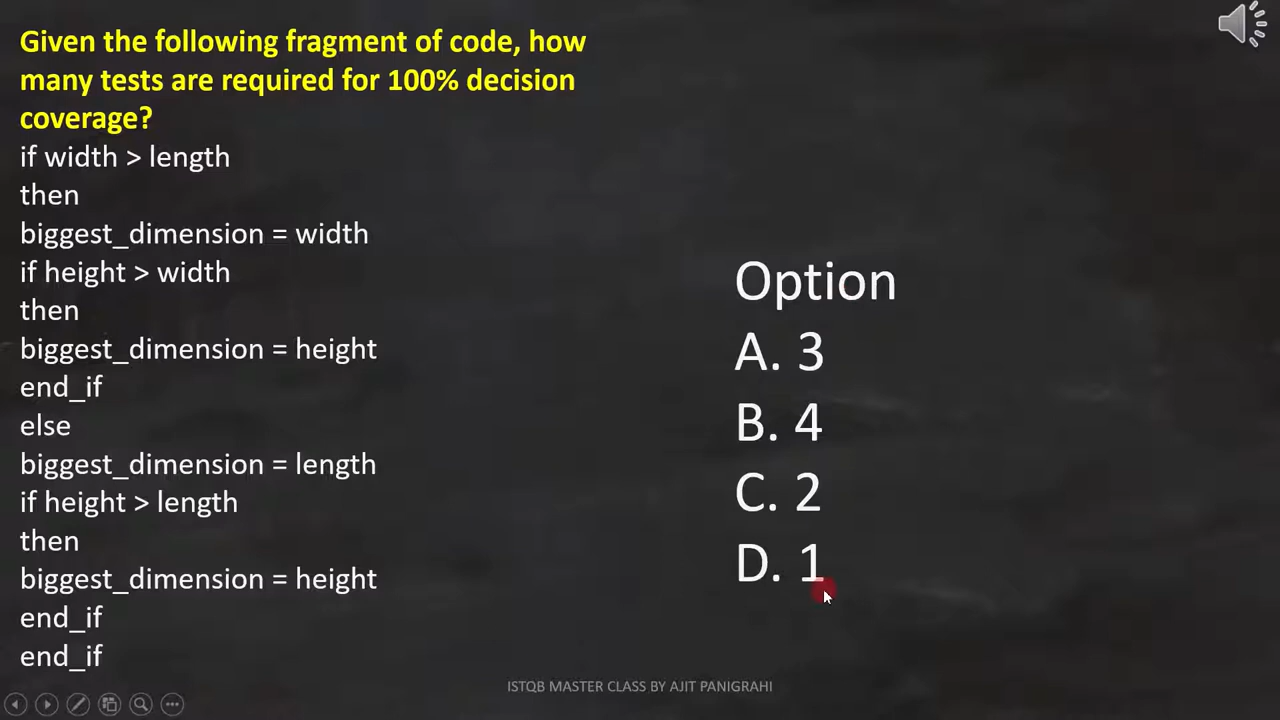 Given the following fragment of code, how
many tests are required for 100% decision
coverage?
if width > length
then
biggest_dimension = width
if height > width
then
biggest_dimension = height
end_if
else
biggest_dimension = length
if height > length
then
biggest_dimension = height
end_if
end_if
Option
A. 3
B. 4
C. 2
D. 1
ISTQB MASTER CLASS BY AJIT PANIGRAHI